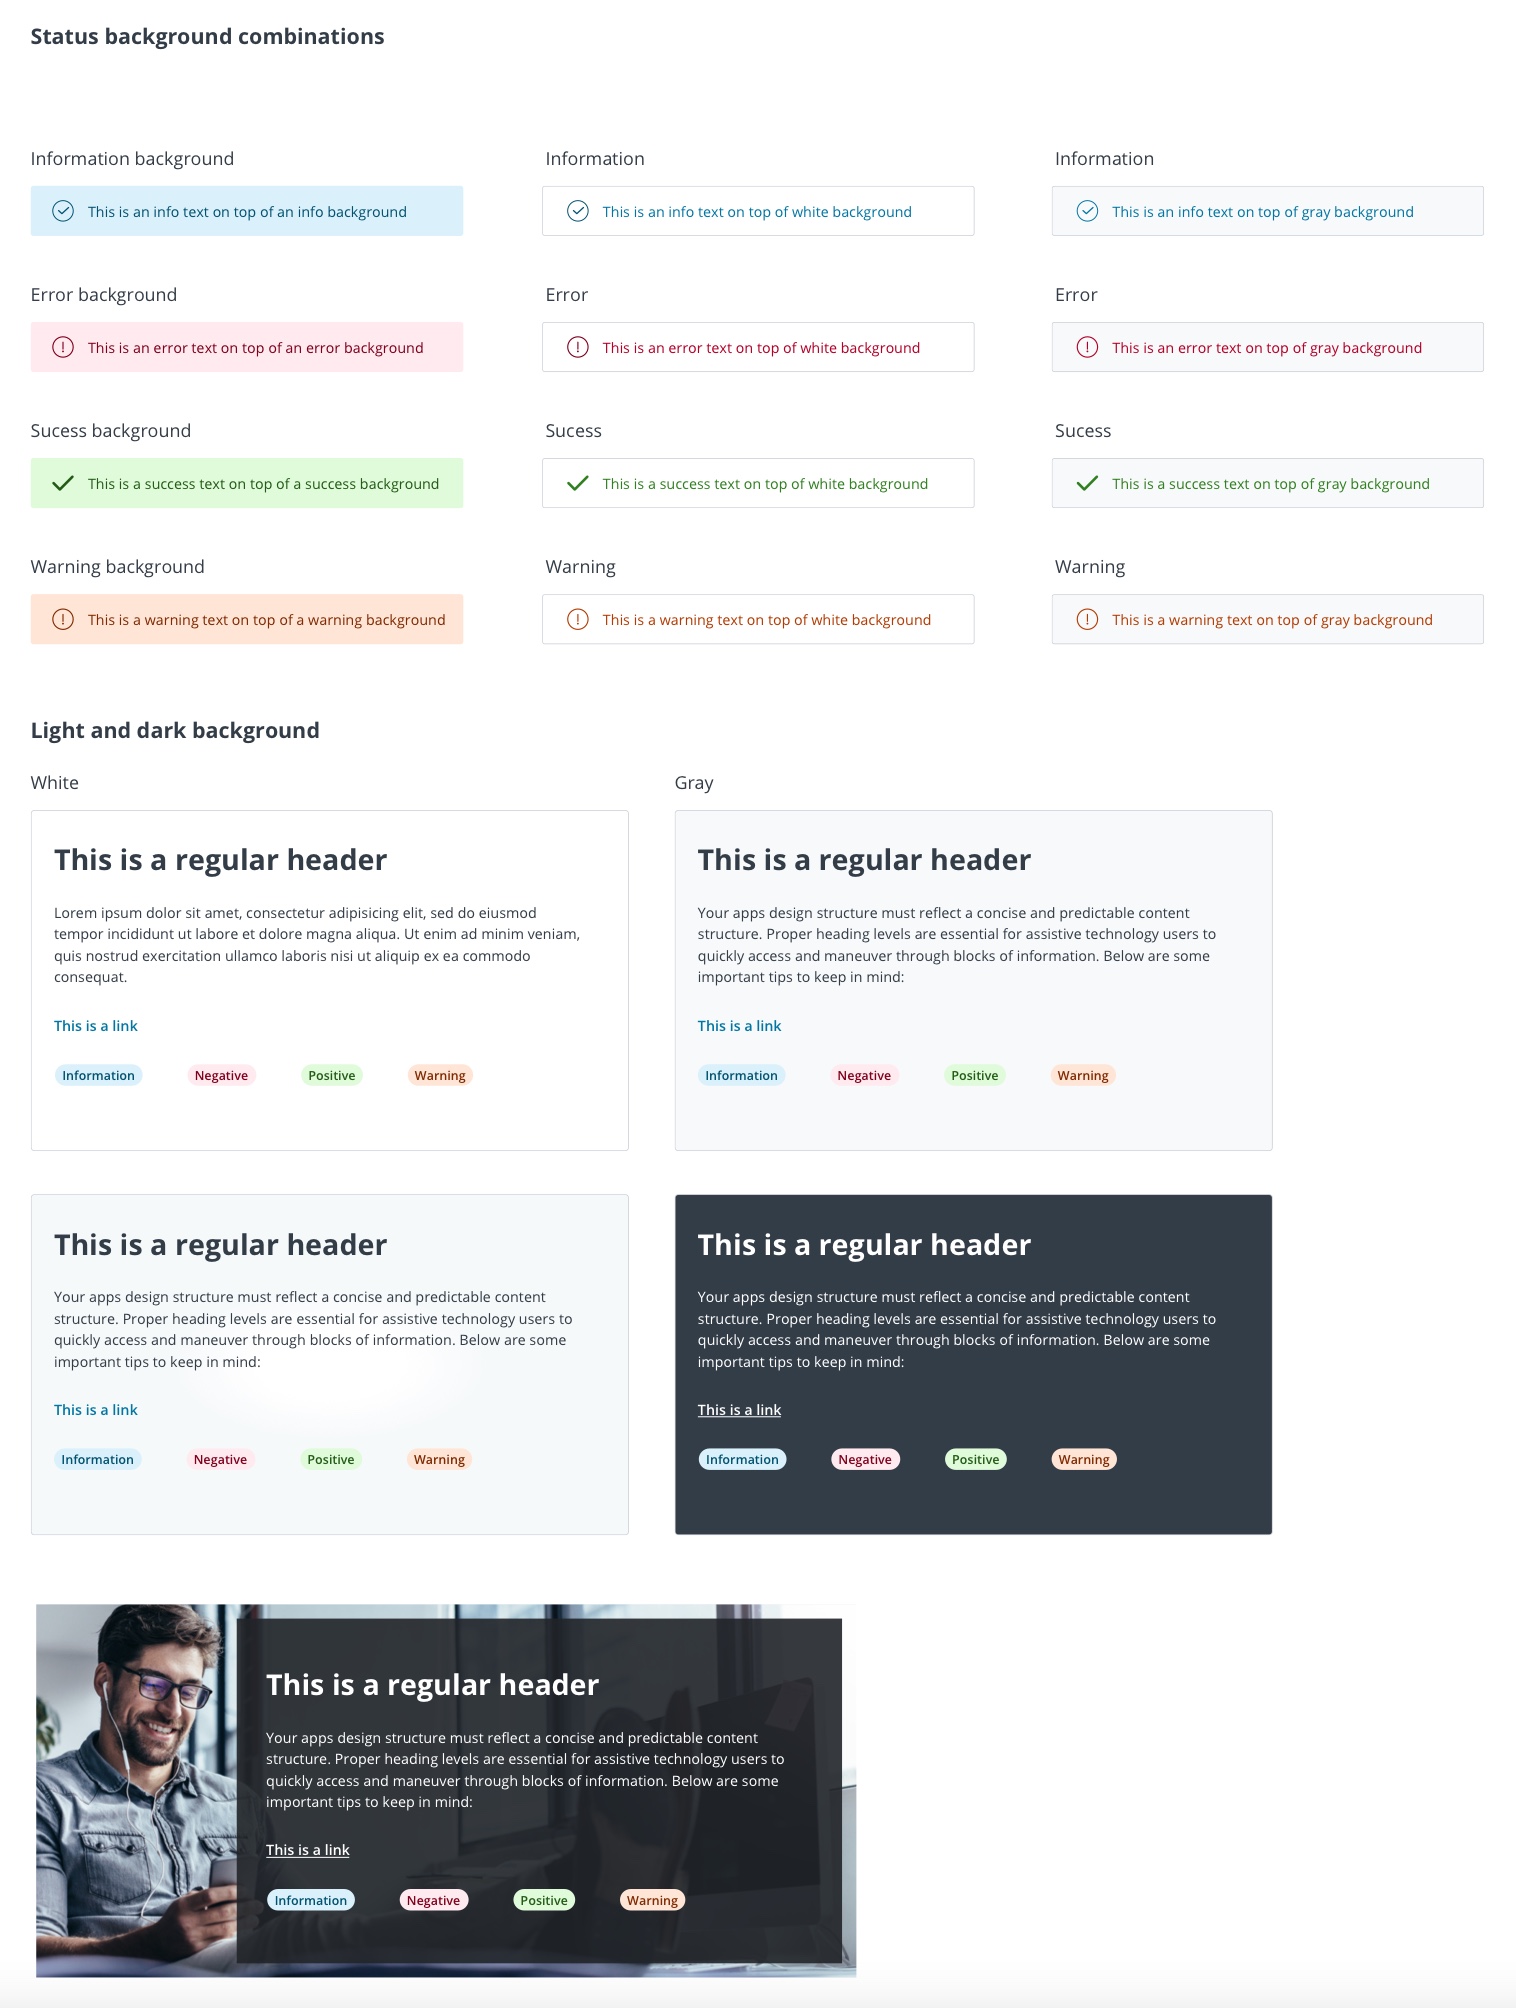 Status background combinations
Information background
Information
Information
This is an info text on top of an info background
This is an info text on top of white background
This is an info text on top of gray background
Error background
Error
Error
This is an error text on top of an error background
This is an error text on top of white background
This is an error text on top of gray background
Sucess background
Sucess
Sucess
This is a success text on top of a success background
This is a success text on top of white background
This is a success text on top of gray background
Warning background
Warning
Warning
This is a warning text on top of a warning background
This is a warning text on top of white background
This is a warning text on top of gray background
Light and dark background
White
This is a regular header
Lorem ipsum dolor sit amet, consectetur adipisicing elit, sed do eiusmod
tempor incididunt ut labore et dolore magna aliqua. Ut enim ad minim veniam,
quis nostrud exercitation ullamco laboris nisi ut aliquip ex ea commodo
consequat.
This is a link
Information Negative Positive Warning
Gray
This is a regular header
Your apps design structure must reflect a concise and predictable content
structure. Proper heading levels are essential for assistive technology users to
quickly access and maneuver through blocks of information. Below are some
important tips to keep in mind:
This is a link
Information Negative Positive Warning
This is a regular header
Your apps design structure must reflect a concise and predictable content
structure. Proper heading levels are essential for assistive technology users to
quickly access and maneuver through blocks of information. Below are some
important tips to keep in mind:
This is a link
Information Negative Positive Warning
This is a regular header
Your apps design structure must reflect a concise and predictable content
structure. Proper heading levels are essential for assistive technology users to
quickly access and maneuver through blocks of information. Below are some
important tips to keep in mind:
This is a link
Information Negative Positive Warning
This is a regular header
Your apps design structure must reflect a concise and predictable content
structure. Proper heading levels are essential for assistive technology users to
quickly access and maneuver through blocks of information. Below are some
important tips to keep in mind:
This is a link
Information Negative Positive Warning